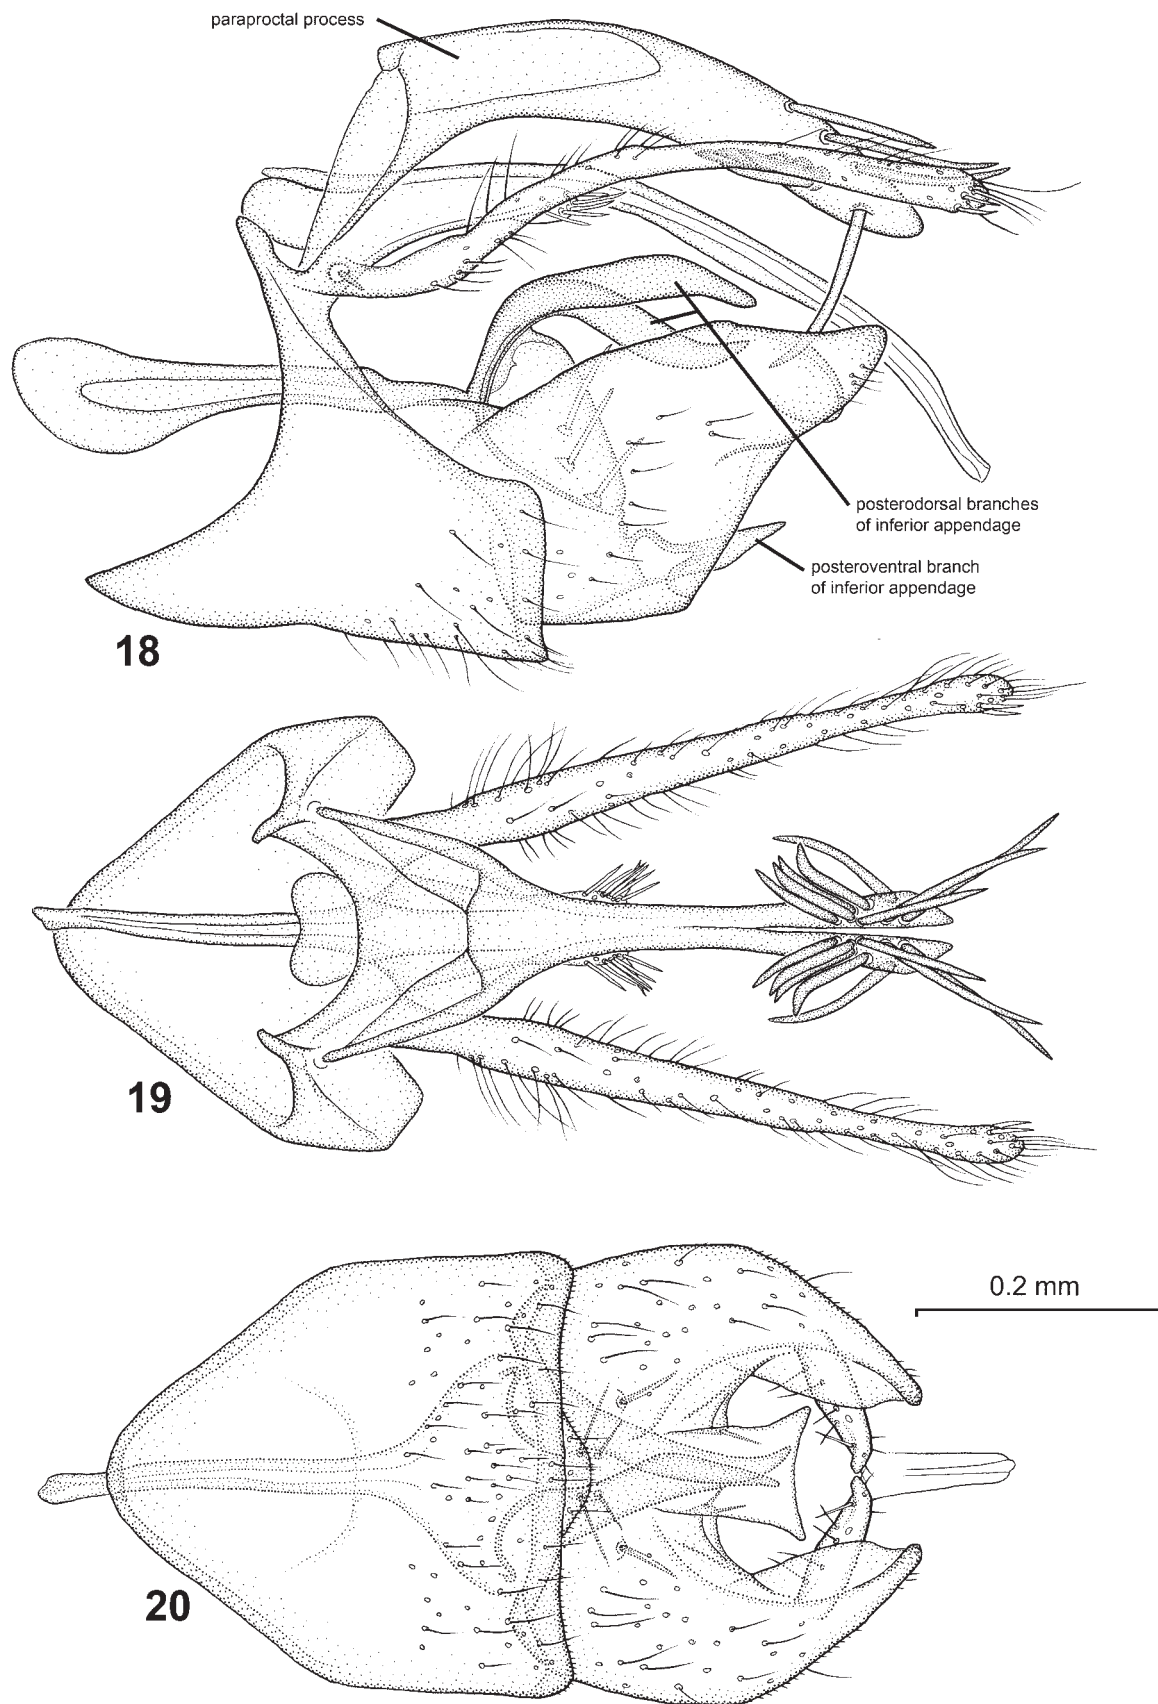 paraproctal process
posterodorsal branches
of inferior appendage
posteroventral branch
of inferior appendage
18
19
0.2 mm
20